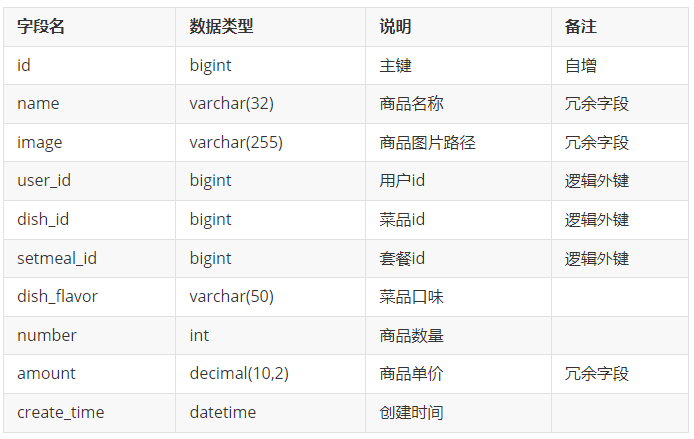 字段名 数据类型 说明 备注
id bigint 主键 自增
name varchar(32) 商品名称 冗余字段
image varchar(255) 商品图片路径 冗余字段
user_id bigint 用户id 逻辑外键
dish_id bigint 菜品id 逻辑外键
setmeal_id bigint 套餐id 逻辑外键
dish_flavor varchar(50) 菜品口味
number int 商品数量
amount decimal(10,2) 商品单价 冗余字段
create_time datetime 创建时间